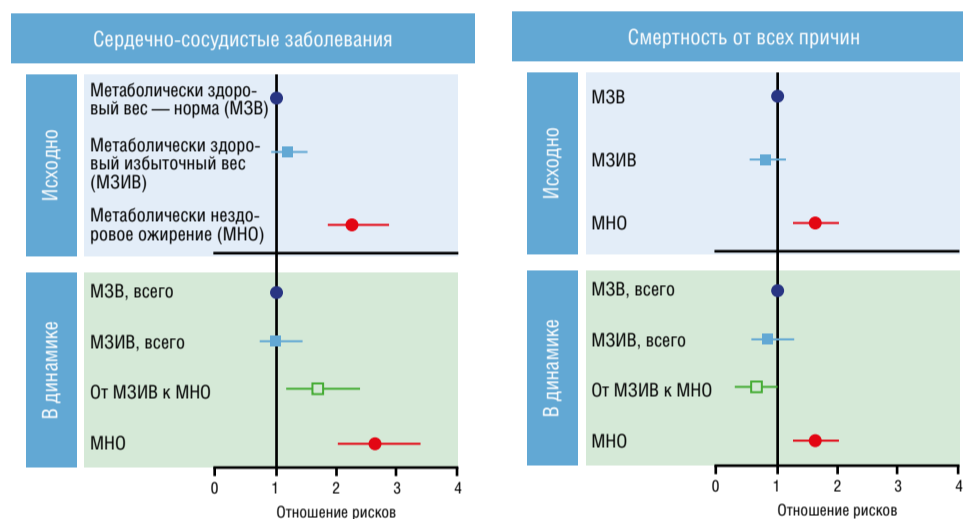 Сердечно-сосудистые заболевания
Исходно
Метаболически здоро-
вый вес — норма (МЗВ)
Метаболически здоро-
вый избыточный вес
(МЗИВ)
Метаболически нездо-
ровое ожирение (МНО)
В динамике
МЗВ, всего
МЗИВ, всего
От МЗИВ к МНО
МНО
0 1 2 3 4
Отношение рисков
Смертность от всех причин
Исходно
МЗВ
МЗИВ
МНО
В динамике
МЗВ, всего
МЗИВ, всего
От МЗИВ к МНО
МНО
0 1 2 3 4
Отношение рисков